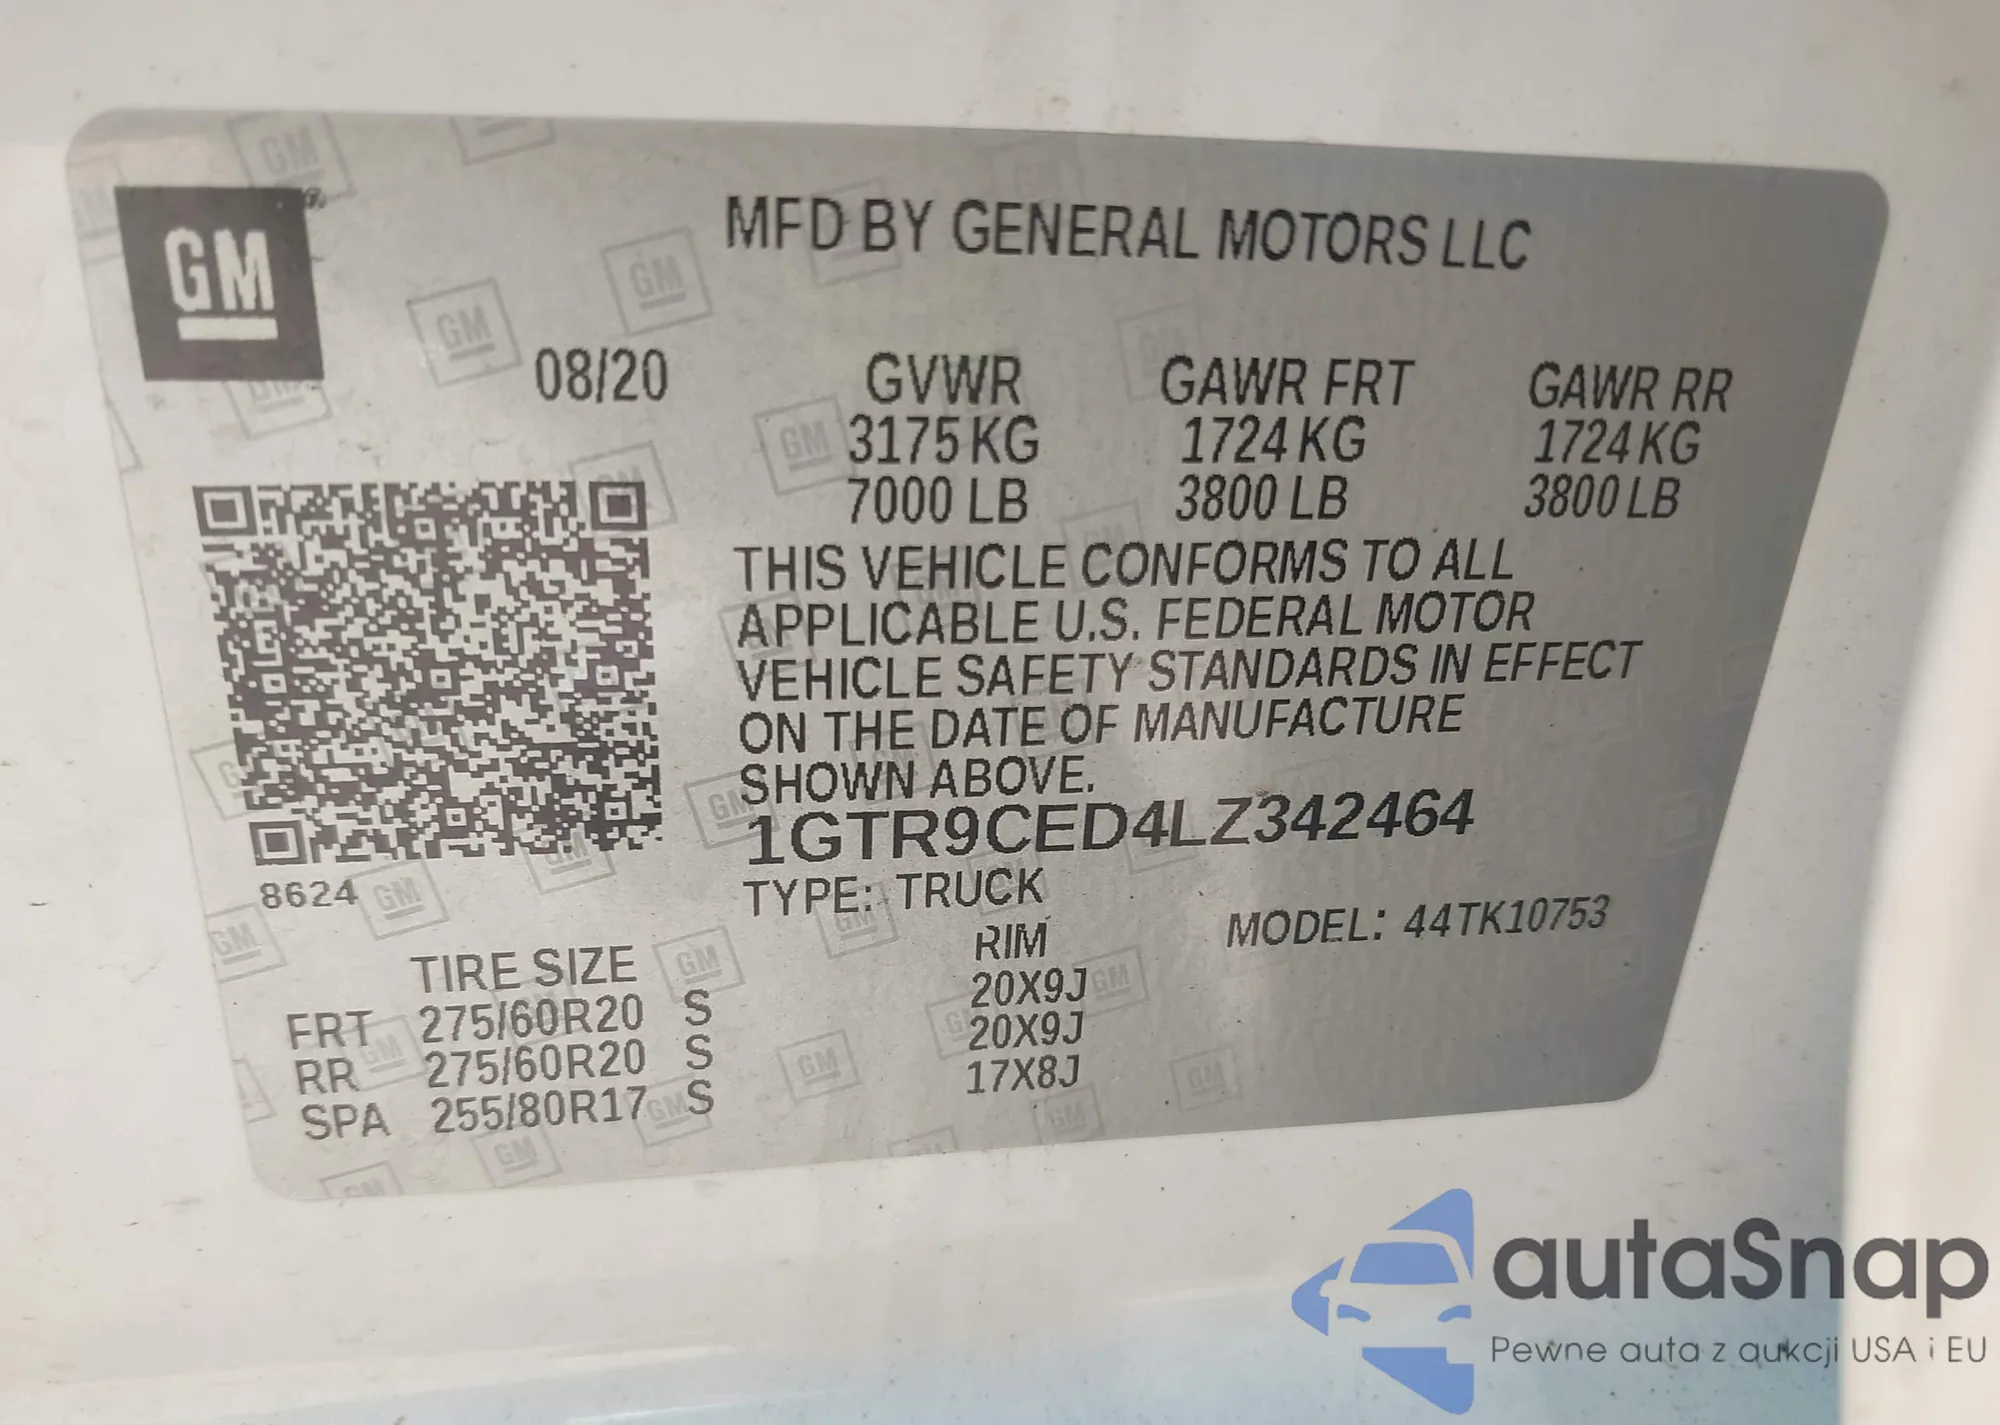 GM
MFD BY GENERAL MOTORS LLC
08/20 GVWR GAWR FRT GAWR RR
3175 KG 1724 KG 1724 KG
7000 LB 3800 LB 3800 LB
THIS VEHICLE CONFORMS TO ALL
APPLICABLE U.S. FEDERAL MOTOR
VEHICLE SAFETY STANDARDS IN EFFECT
ON THE DATE OF MANUFACTURE
SHOWN ABOVE.
1GTR9CED4LZ342464
8624
TYPE: TRUCK MODEL: 44TK10753
TIRE SIZE RIM
FRT 275/60R20 S 20X9J
RR 275/60R20 S 20X9J
SPA 255/80R17 S 17X8J
autaSnap
Pewne auta z aukcji USA i EU